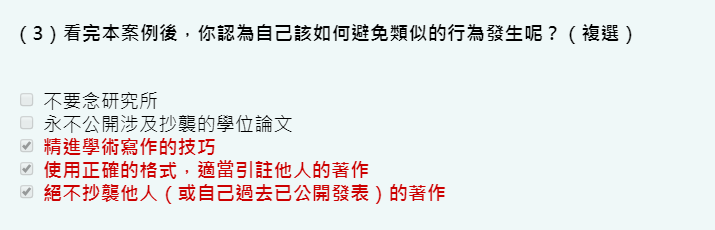 （3）看完本案例後，你認為自己該如何避免類似的行為發生呢？（複選）
不要念研究所
永不公開涉及抄襲的學位論文
精進學術寫作的技巧
使用正確的格式，適當引註他人的著作
絕不抄襲他人（或自己過去已公開發表）的著作